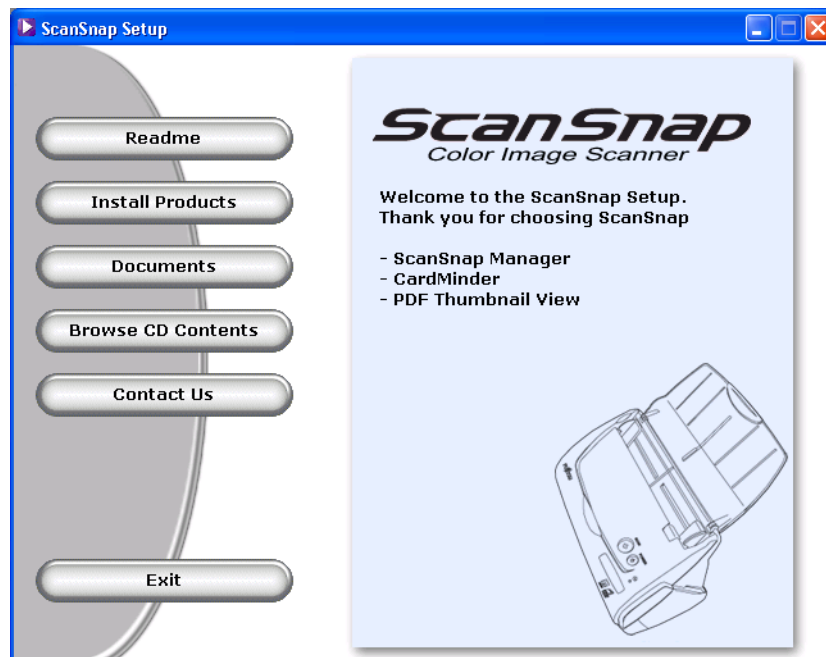 ScanSnap Setup
Readme
Install Products
Documents
Browse CD Contents
Contact Us
Exit
ScanSnap
Color Image Scanner
Welcome to the ScanSnap Setup.
Thank you for choosing ScanSnap
- ScanSnap Manager
- CardMinder
- PDF Thumbnail View